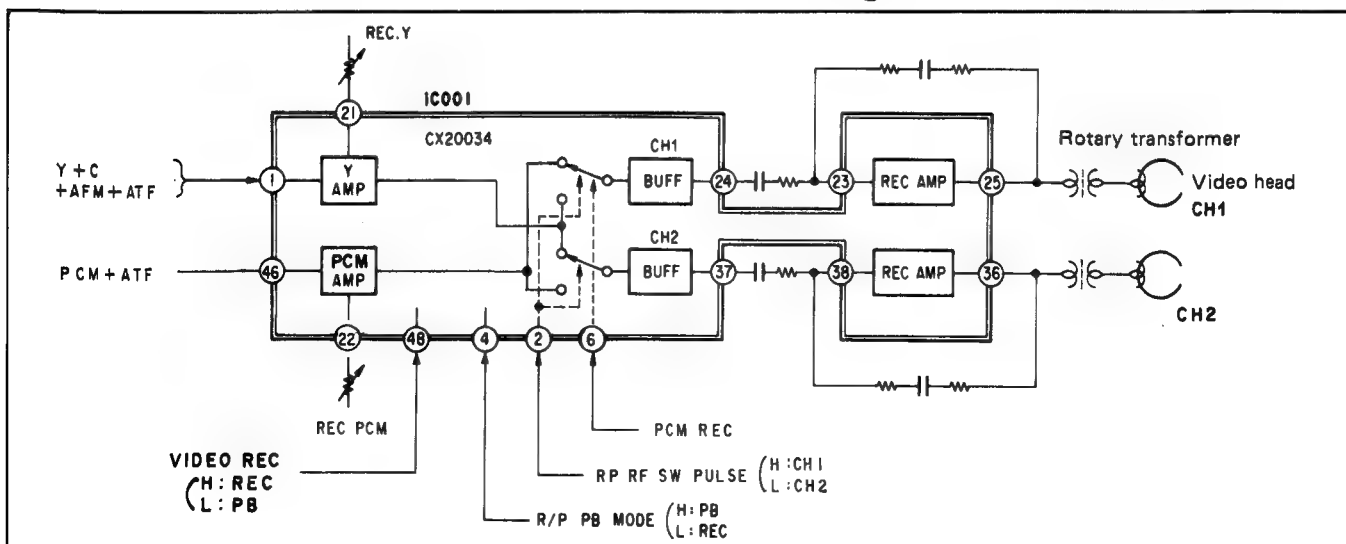 REC.Y
21
IC001
CX20034
Y+C
+AFM+ATF
1
Y
AMP
CH1
BUFF
24
23
REC AMP
25
Rotary transformer
Video head
CH1
PCM+ATF
46
PCM
AMP
CH2
BUFF
37
38
REC AMP
36
CH2
22
48
4
2
6
REC PCM
PCM REC
VIDEO REC
(H:REC
L:PB
RP RF SW PULSE (H:CH1
L:CH2
R/P PB MODE (H:PB
L:REC